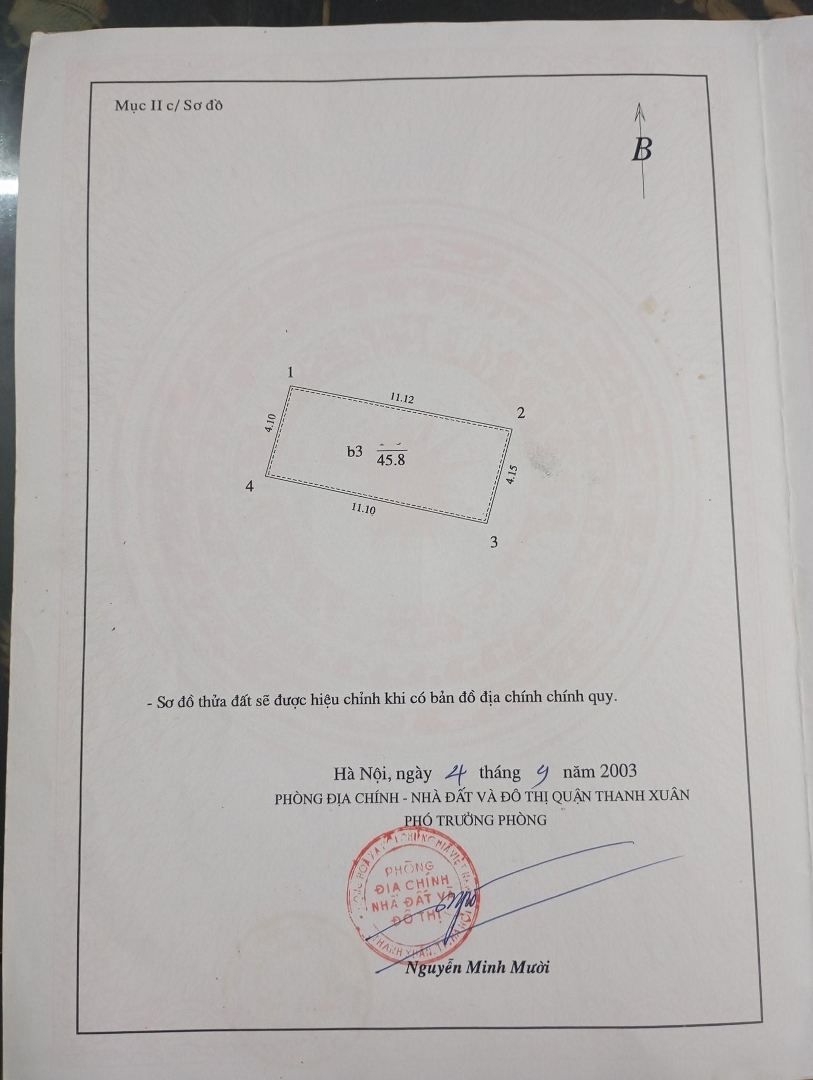 Mục II c/ Sơ đồ
B
1
11.12
2
4.10
b3
45.8
4.15
4
11.10
3
- Sơ đồ thửa đất sẽ được hiệu chỉnh khi có bản đồ địa chính chính quy.
Hà Nội, ngày 4 tháng 9 năm 2003
PHÒNG ĐỊA CHÍNH - NHÀ ĐẤT VÀ ĐÔ THỊ QUẬN THANH XUÂN
PHÓ TRƯỞNG PHÒNG
PHÒNG
ĐỊA CHÍNH
NHÀ ĐẤT VÀ
ĐÔ THỊ
Nguyễn Minh Mười